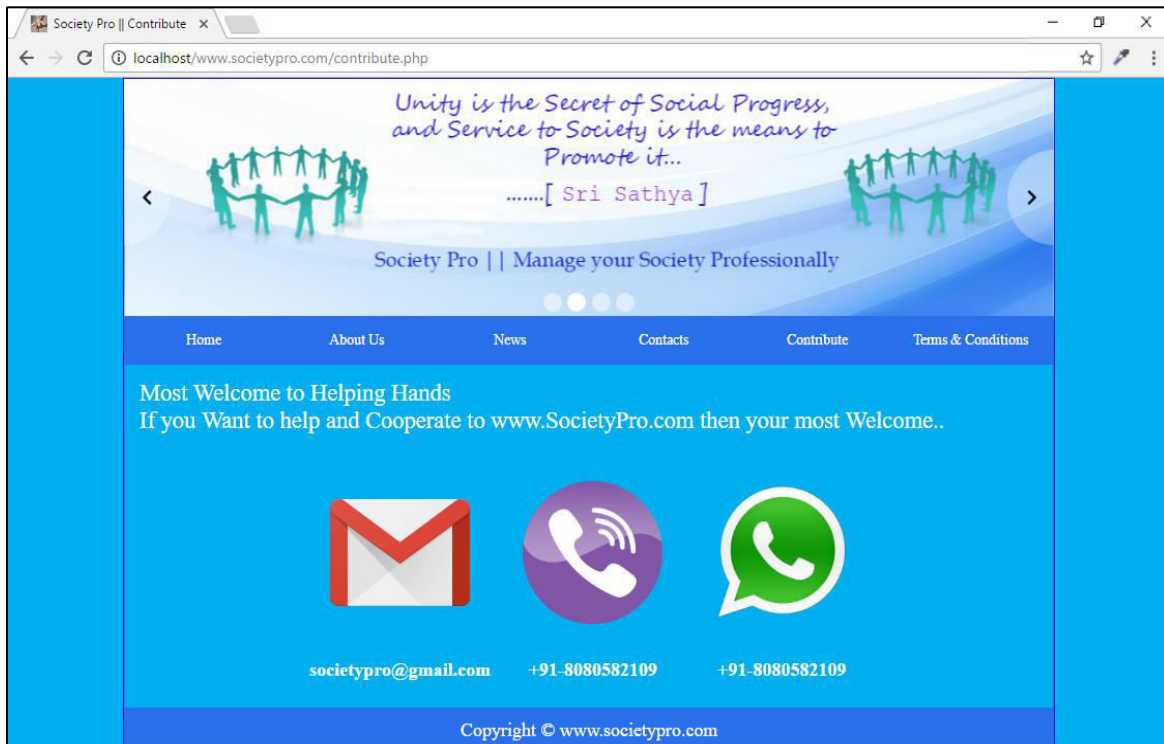 Society Pro || Contribute
localhost/www.societypro.com/contribute.php
Unity is the Secret of Social Progress,
and Service to Society is the means to
Promote it...
.......[ Sri Sathya ]
Society Pro || Manage your Society Professionally
Home About Us News Contacts Contribute Terms & Conditions
Most Welcome to Helping Hands
If you Want to help and Cooperate to www.SocietyPro.com then your most Welcome..
societypro@gmail.com +91-8080582109 +91-8080582109
Copyright © www.societypro.com